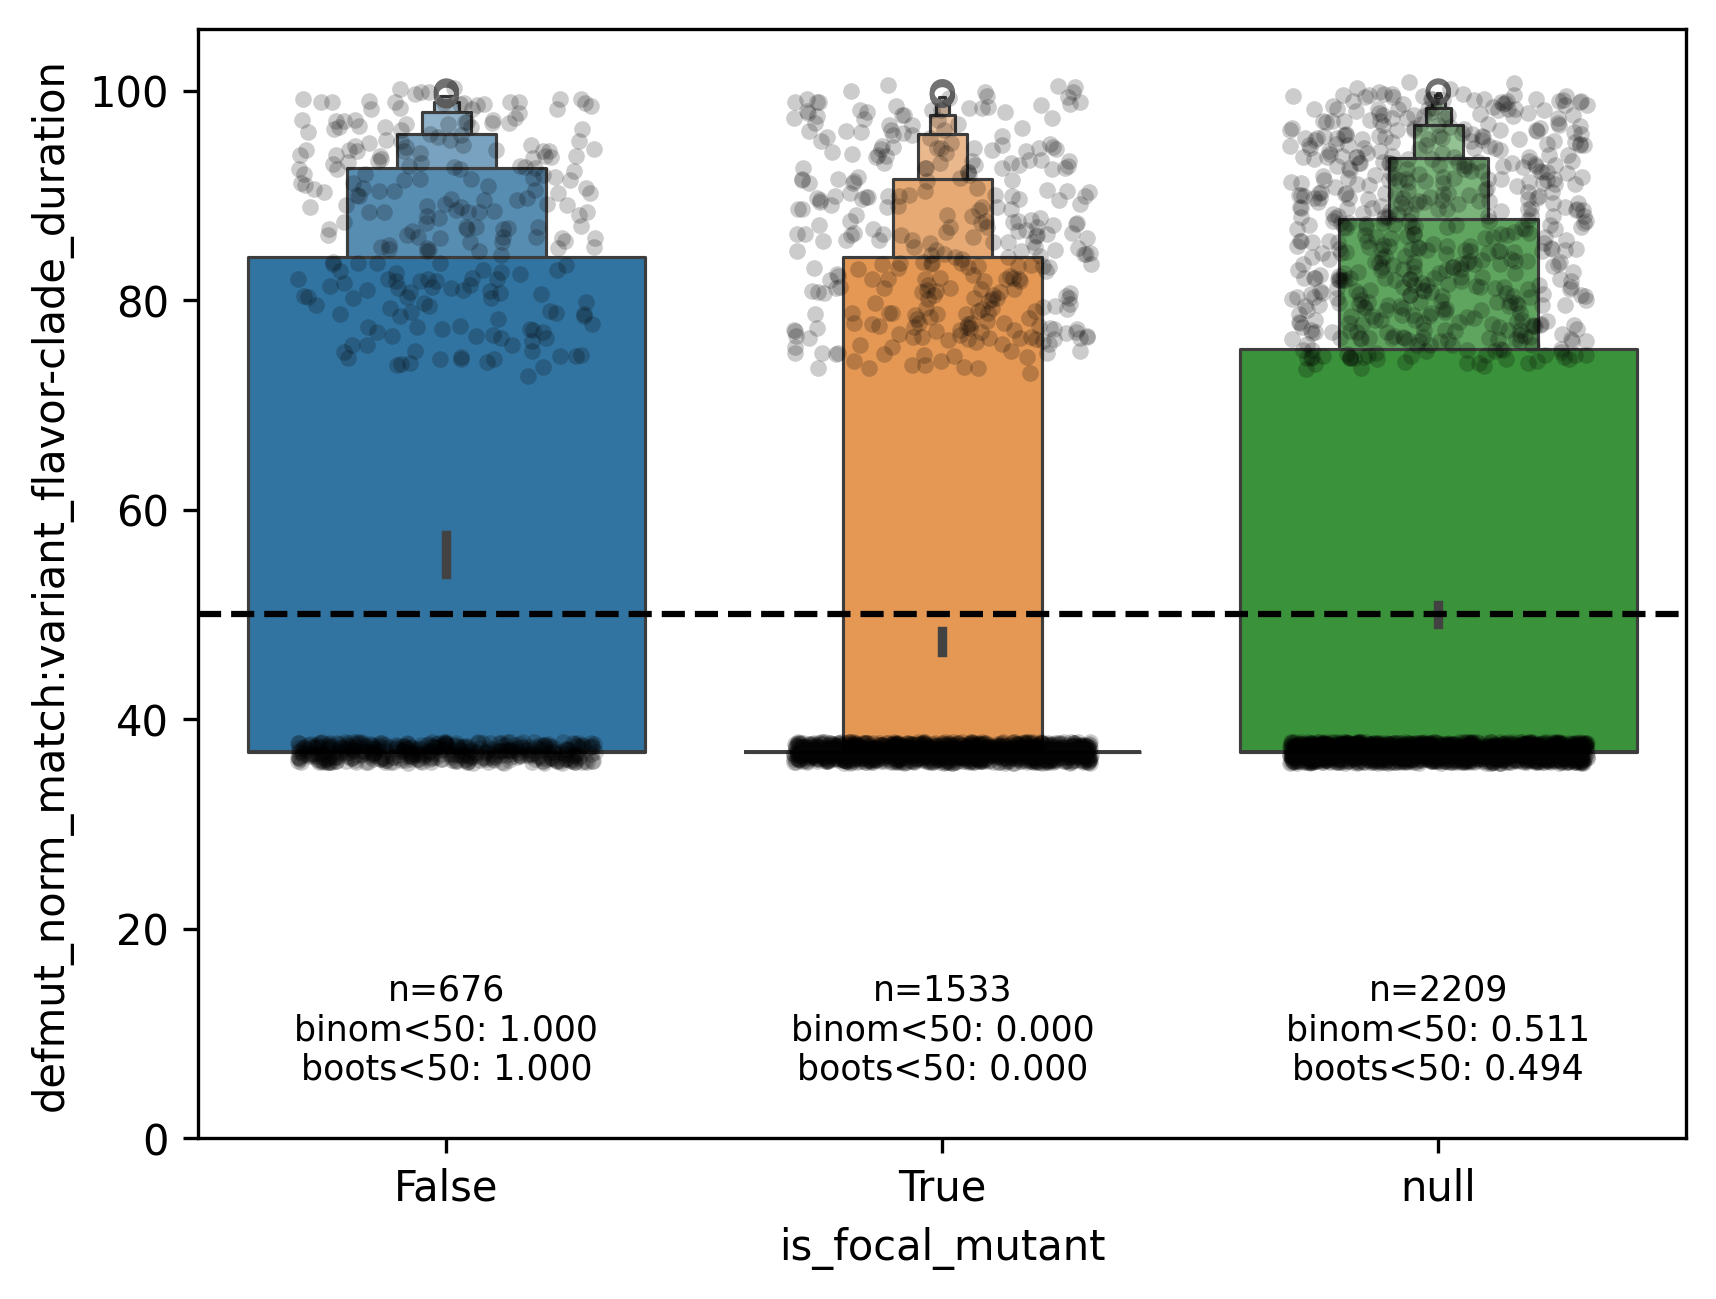 defmut_norm_match:variant_flavor-clade_duration
100
80
60
40
20
0
n=676
binom<50: 1.000
boots<50: 1.000
n=1533
binom<50: 0.000
boots<50: 0.000
n=2209
binom<50: 0.511
boots<50: 0.494
False
True
null
is_focal_mutant